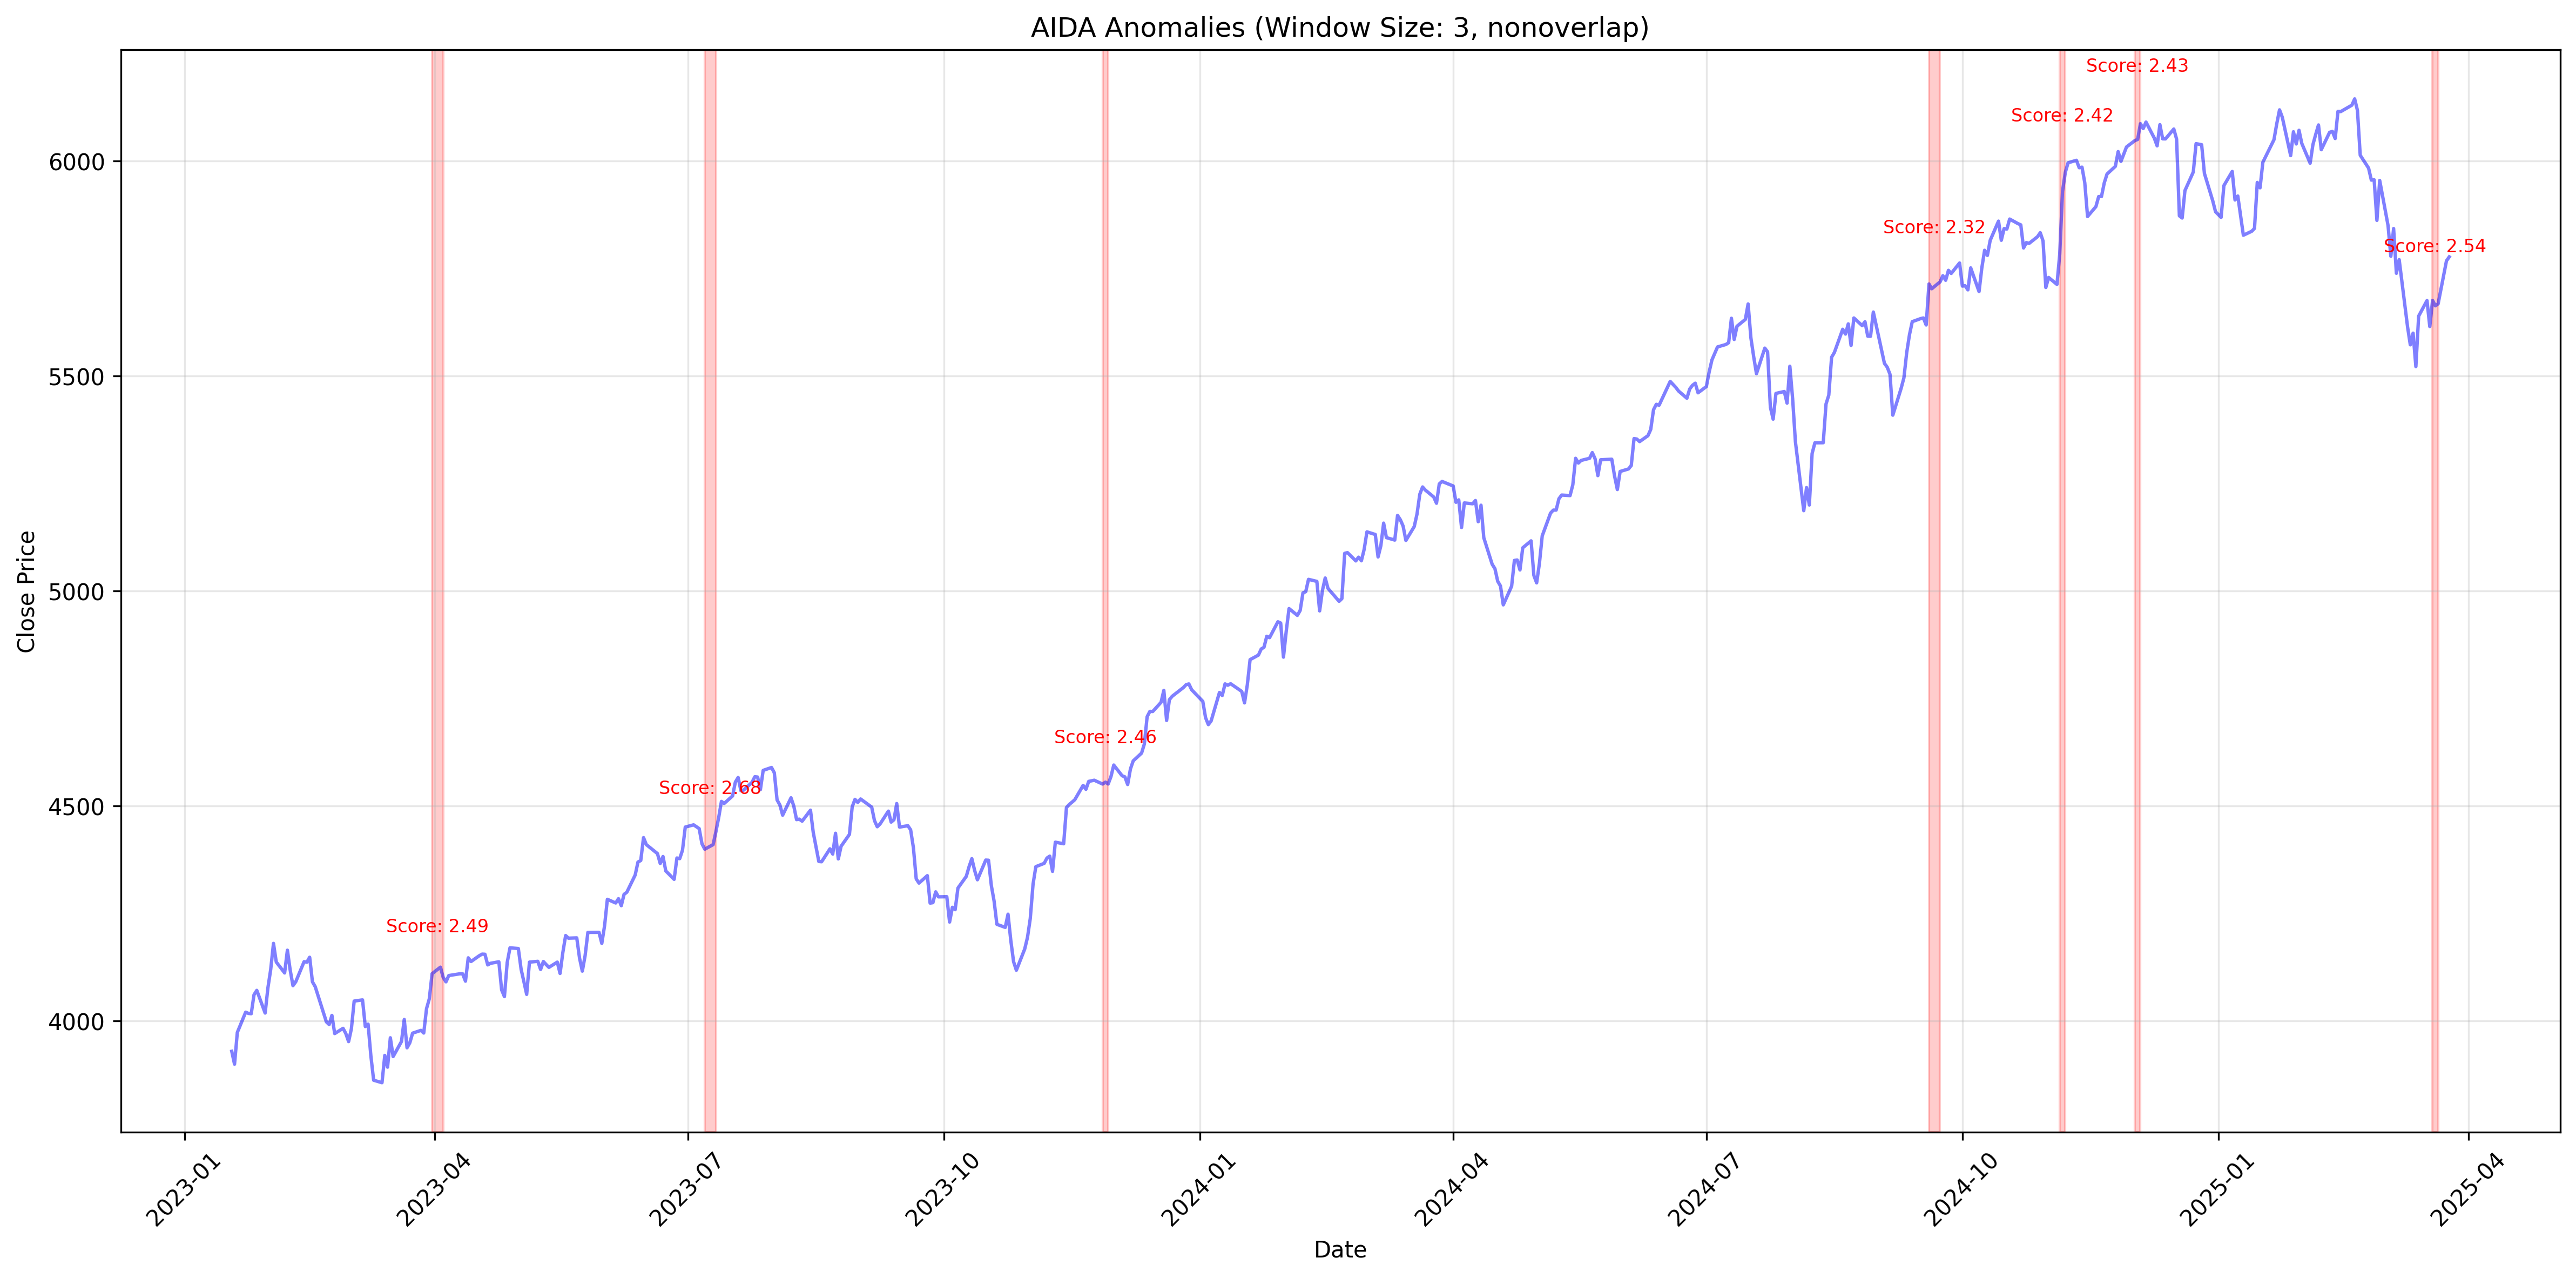 AIDA Anomalies (Window Size: 3, nonoverlap)
Score: 2.43
Score: 2.42
6000
Score: 2.32
Score: 2.54
5500
Close Price
5000
Score: 2.46
Score: 2.68
4500
Score: 2.49
4000
2023-01
2023-04
2023-07
2023-10
2024-01
2024-04
2024-07
2024-10
2025-01
2025-04
Date